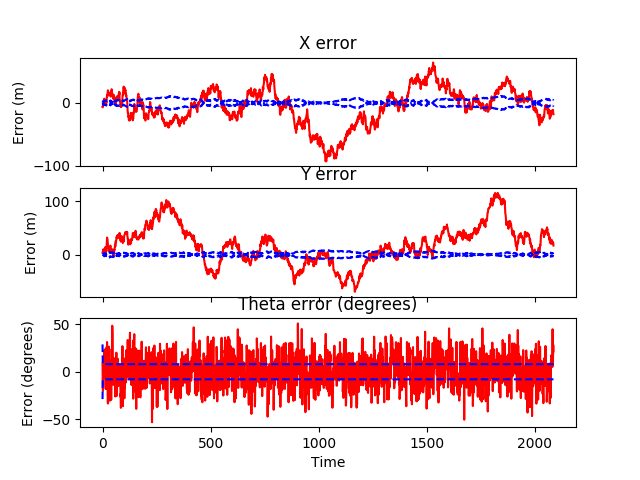 X error
Error (m)
0
−100
Y error
Error (m)
100
0
Theta error (degrees)
Error (degrees)
50
0
−50
0 500 1000 1500 2000
Time